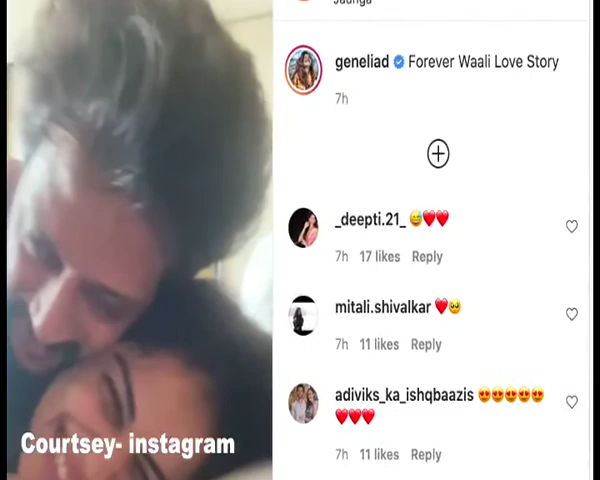 Jaunga
geneliad Forever Waali Love Story
7h
_deepti.21_ 😅❤️❤️
7h 17 likes Reply
mitali.shivalkar ❤️🥺
7h 11 likes Reply
adiviks_ka_ishqbaazis 😍😍😍😍😍
❤️❤️❤️
7h 11 likes Reply
Courtsey- instagram